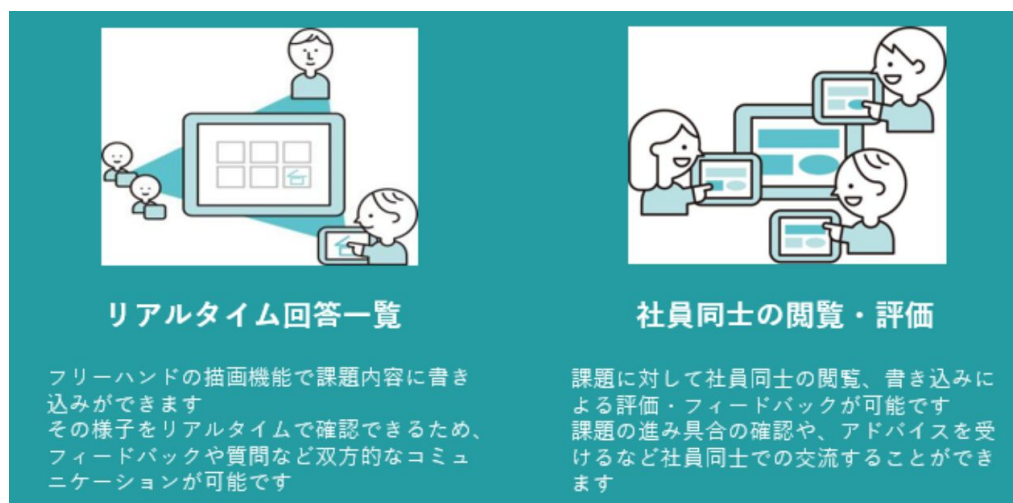 リアルタイム回答一覧
フリーハンドの描画機能で課題内容に書き
込みができます
その様子をリアルタイムで確認できるため、
フィードバックや質問など双方的なコミュ
ニケーションが可能です
社員同士の閲覧・評価
課題に対して社員同士の閲覧、書き込みに
よる評価・フィードバックが可能です
課題の進み具合の確認や、アドバイスを受
けるなど社員同士での交流することができ
ます